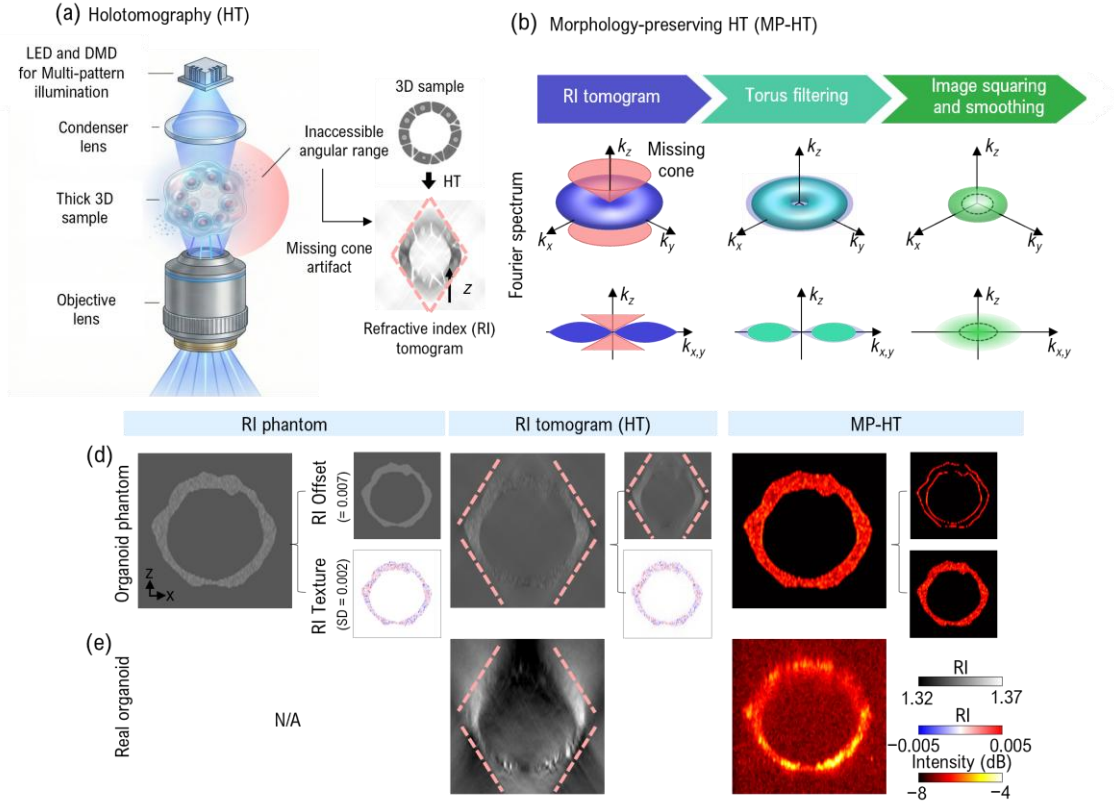 (a) Holotomography (HT)
LED and DMD
for Multi-pattern
illumination
Condenser
lens
Thick 3D
sample
Objective
lens
Inaccessible
angular range
Missing cone
artifact
3D sample
HT
z
Refractive index (RI)
tomogram
(b) Morphology-preserving HT (MP-HT)
RI tomogram
Torus filtering
Image squaring
and smoothing
Fourier spectrum
kz
Missing
cone
kx
ky
kz
kx
ky
kz
kx
ky
kz
kx,y
kz
kx,y
kz
kx,y
RI phantom
RI tomogram (HT)
MP-HT
(d)
Organoid phantom
Z
X
RI Offset
(= 0.007)
RI Texture
(SD = 0.002)
(e)
Real organoid
N/A
RI
1.32 1.37
RI
−0.005 0.005
Intensity (dB)
−8 −4